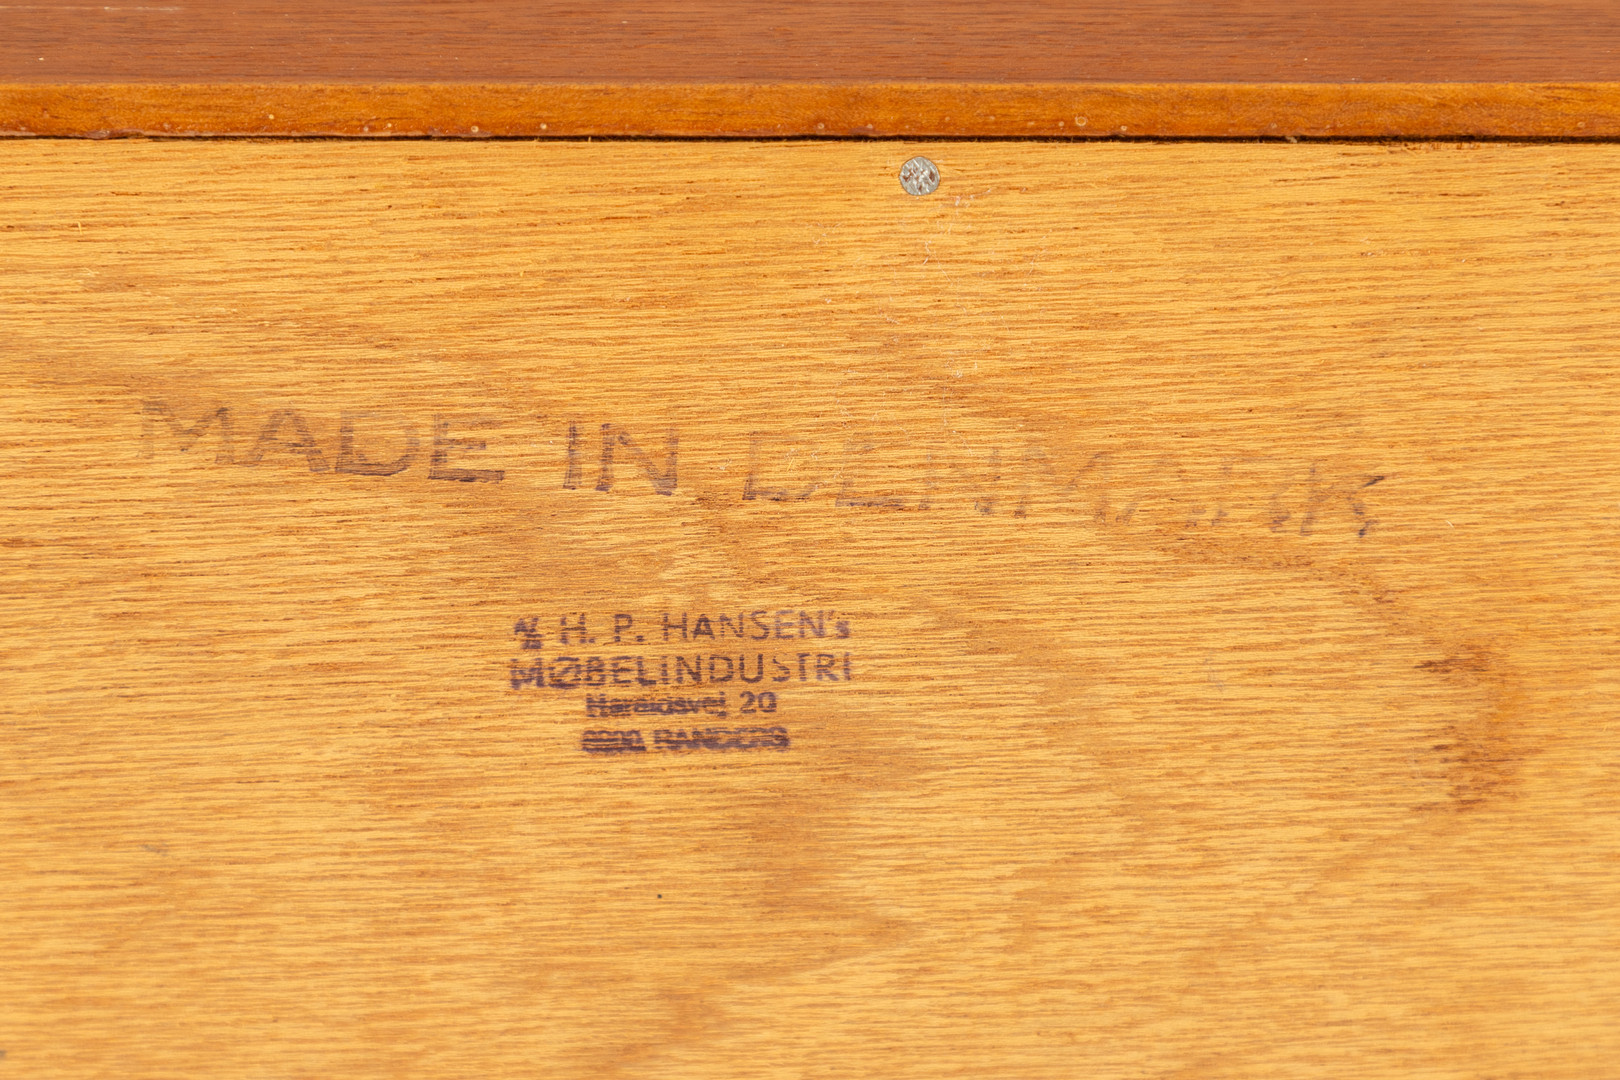 MADE IN DENMARK
H. P. HANSEN's
MØBELINDUSTRI
Haraldsvej 20
RANDERS